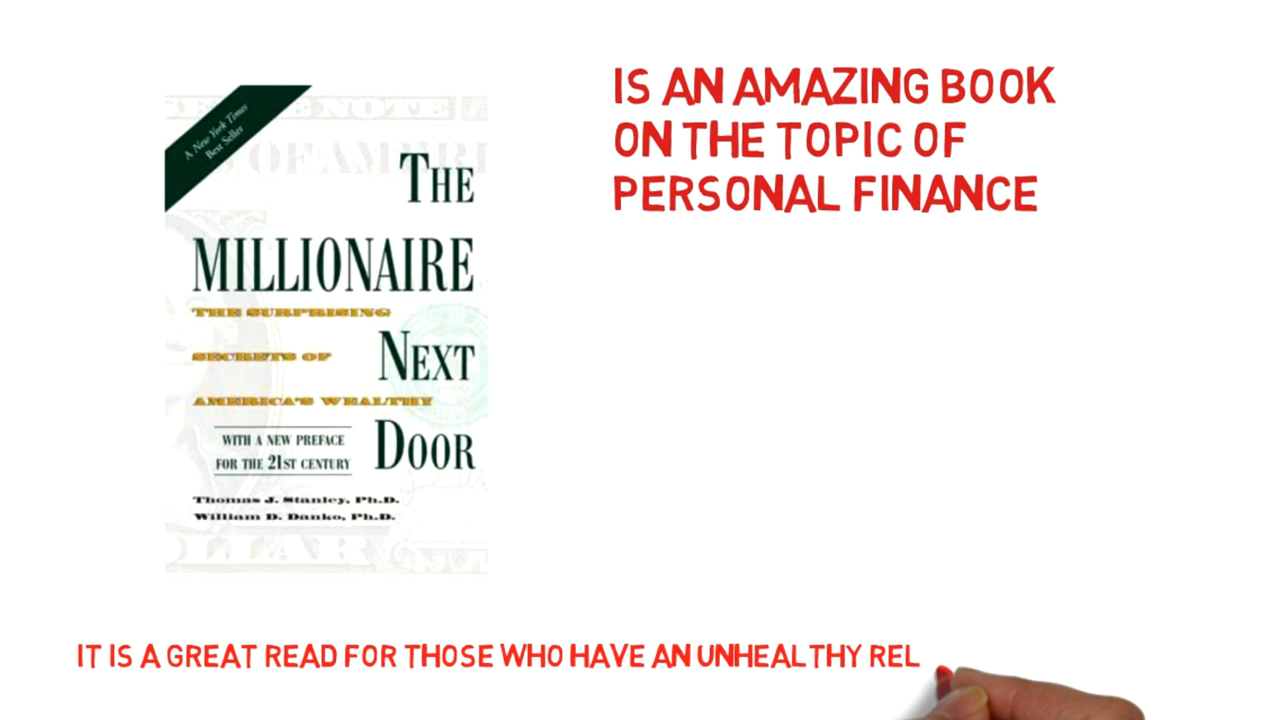 A New York Times
Best Seller
THE
MILLIONAIRE
THE SURPRISING
NEXT
SECRETS OF
AMERICA'S WEALTHY
DOOR
WITH A NEW PREFACE
FOR THE 21ST CENTURY
Thomas J. Stanley, Ph.D.
William D. Danko, Ph.D.
IS AN AMAZING BOOK
ON THE TOPIC OF
PERSONAL FINANCE
IT IS A GREAT READ FOR THOSE WHO HAVE AN UNHEALTHY REL